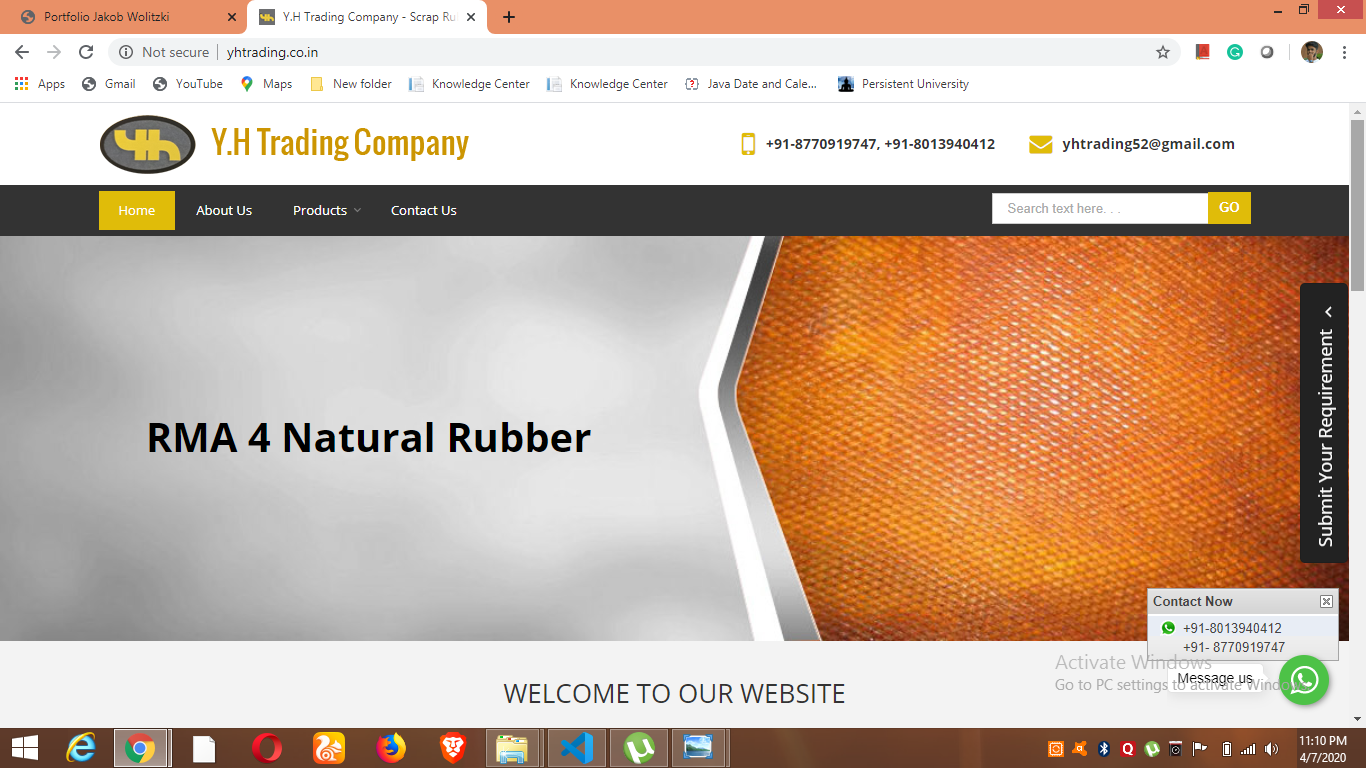 Portfolio Jakob Wolitzki
Y.H Trading Company - Scrap Ru
Not secure
yhtrading.co.in
Apps
Gmail
YouTube
Maps
New folder
Knowledge Center
Knowledge Center
Java Date and Cale...
Persistent University
Yh
Y.H Trading Company
+91-8770919747, +91-8013940412
yhtrading52@gmail.com
Home
About Us
Products
Contact Us
Search text here. . .
GO
RMA 4 Natural Rubber
Submit Your Requirement
Contact Now
+91-8013940412
+91- 8770919747
Activate Windows
Message us
Go to PC settings to activate Windows.
WELCOME TO OUR WEBSITE
11:10 PM
4/7/2020